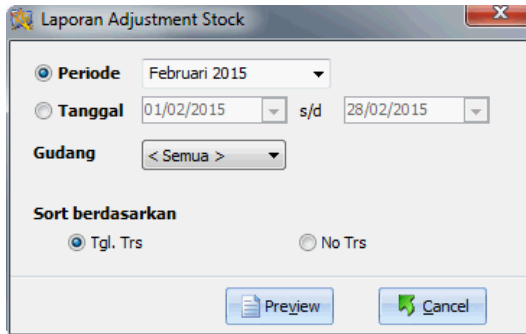 Laporan Adjustment Stock
Periode Februari 2015
Tanggal 01/02/2015 s/d 28/02/2015
Gudang < Semua >
Sort berdasarkan
Tgl. Trs No Trs
Preview Cancel